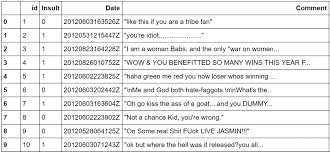 id Insult Date Comment
0 1 0 20120603163526Z "like this if you are a tribe fan"
1 2 1 20120531215447Z "you're idiot......................."
2 3 1 20120823164228Z "I am a woman Babs, and the only "war on women...
3 4 1 20120826010752Z "WOW & YOU BENEFITTED SO MANY WINS THIS YEAR F...
4 5 1 20120602223825Z "haha green me red you now loser whos winning ...
5 6 0 20120603202442Z "\nMe and God both hate-faggots.\n\nWhat's the...
6 7 1 20120603163604Z "Oh go kiss the ass of a goat....and you DUMMY...
7 8 0 20120602223902Z "Not a chance Kid, you're wrong."
8 9 0 20120528064125Z "On Some real Shit FUck LIVE JASMIN!!!"
9 10 1 20120603071243Z "ok but where the hell was it released?you all...